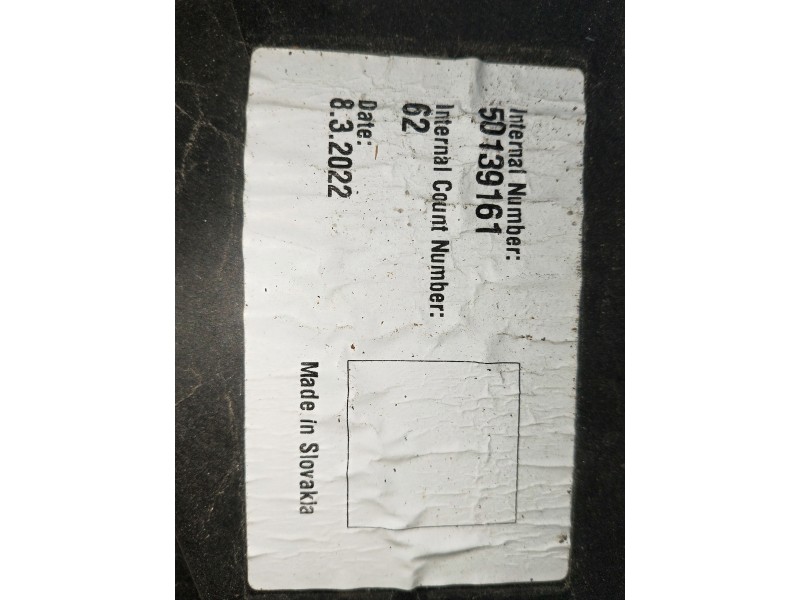 Internal Number:
50139161
Internal Count Number:
62
Date:
8.3.2022
Made in Slovakia